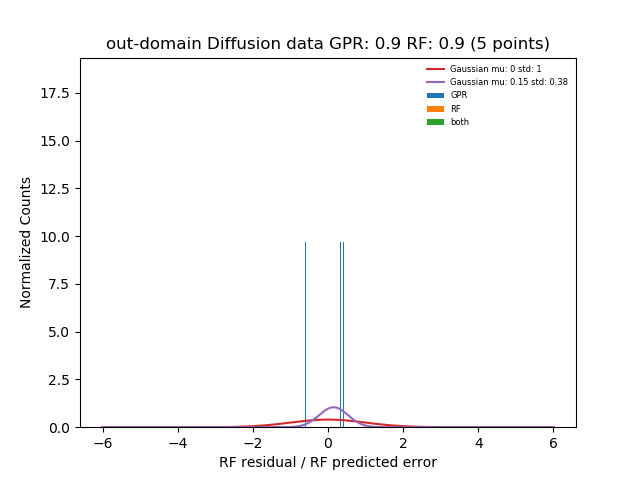 out-domain Diffusion data GPR: 0.9 RF: 0.9 (5 points)
Gaussian mu: 0 std: 1
Gaussian mu: 0.15 std: 0.38
GPR
RF
both
17.5
15.0
12.5
10.0
7.5
5.0
2.5
0.0
Normalized Counts
−6 −4 −2 0 2 4 6
RF residual / RF predicted error